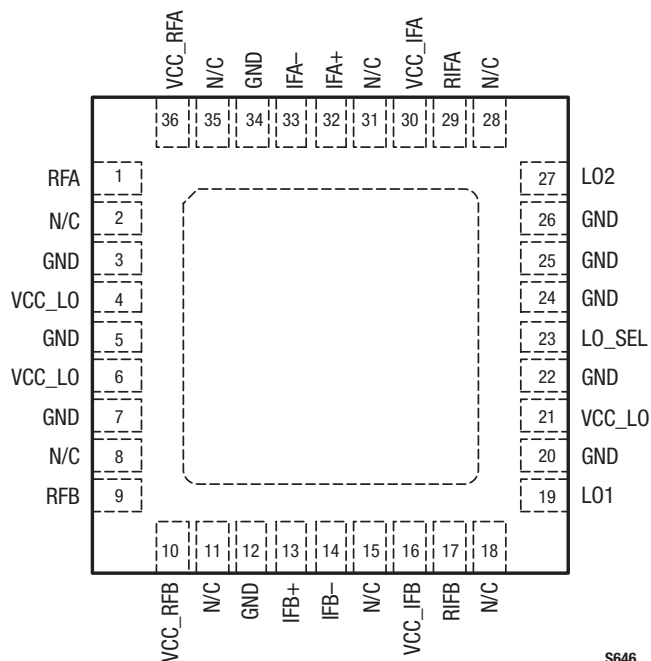 VCC_RFA
N/C
GND
IFA–
IFA+
N/C
VCC_IFA
RIFA
N/C
36 35 34 33 32 31 30 29 28
RFA 1 27 LO2
N/C 2 26 GND
GND 3 25 GND
VCC_LO 4 24 GND
GND 5 23 LO_SEL
VCC_LO 6 22 GND
GND 7 21 VCC_LO
N/C 8 20 GND
RFB 9 19 LO1
10 11 12 13 14 15 16 17 18
VCC_RFB
N/C
GND
IFB+
IFB–
N/C
VCC_IFB
RIFB
N/C
S646